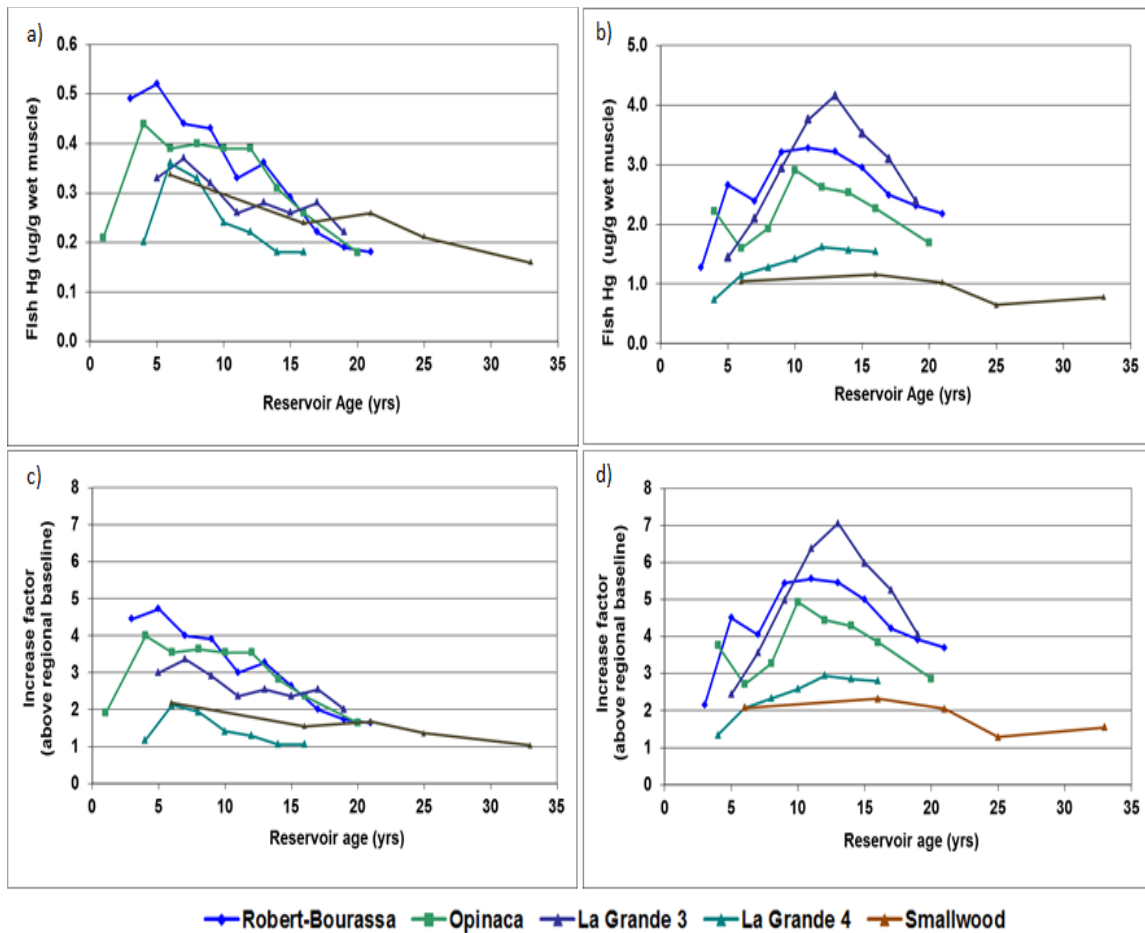 a)
Fish Hg (ug/g wet muscle)
0.6
0.5
0.4
0.3
0.2
0.1
0.0
0 5 10 15 20 25 30 35
Reservoir Age (yrs)
b)
Fish Hg (ug/g wet muscle)
5.0
4.0
3.0
2.0
1.0
0.0
0 5 10 15 20 25 30 35
Reservoir Age (yrs)
c)
Increase factor
(above regional baseline)
8
7
6
5
4
3
2
1
0
0 5 10 15 20 25 30 35
Reservoir age (yrs)
d)
Increase factor
(above regional baseline)
8
7
6
5
4
3
2
1
0
0 5 10 15 20 25 30 35
Reservoir age (yrs)
Robert-Bourassa Opinaca La Grande 3 La Grande 4 Smallwood